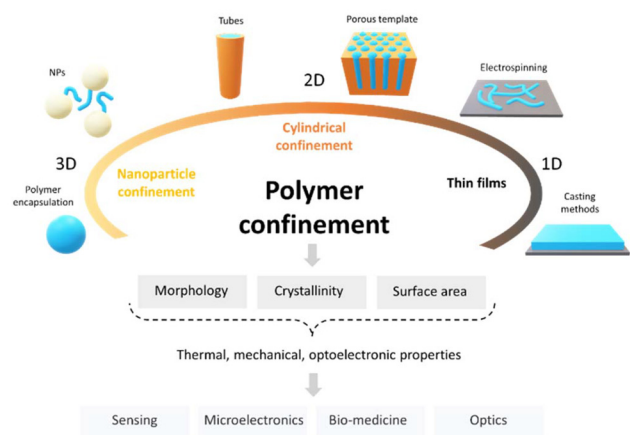 Tubes
Porous template
2D
NPs
Electrospinning
Cylindrical
confinement
3D
Nanoparticle
confinement
Thin films
1D
Polymer
encapsulation
Polymer
confinement
Casting
methods
Morphology
Crystallinity
Surface area
Thermal, mechanical, optoelectronic properties
Sensing
Microelectronics
Bio-medicine
Optics